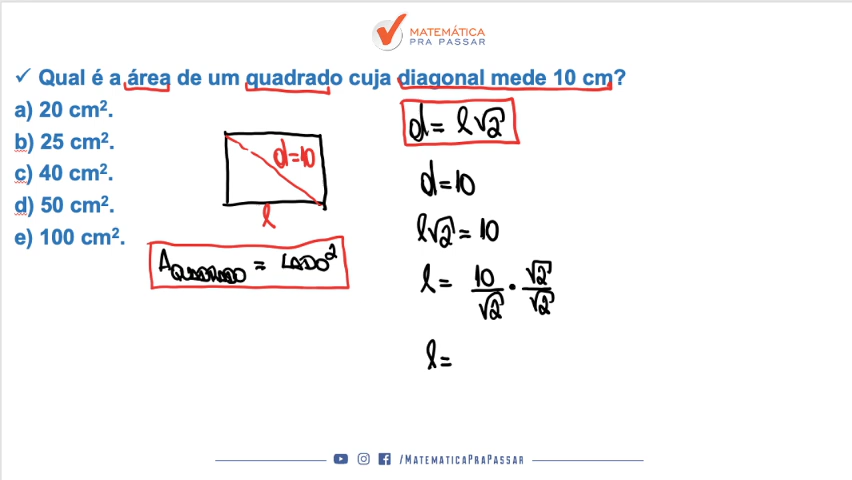 MATEMÁTICA
PRA PASSAR
✓ Qual é a área de um quadrado cuja diagonal mede 10 cm?
a) 20 cm².
b) 25 cm².
c) 40 cm².
d) 50 cm².
e) 100 cm².
d=10
l
A QUADRADO = LADO²
d = l√2
d = 10
l√2 = 10
l = 10/√2 · √2/√2
l =
/MATEMATICAPRAPASSAR